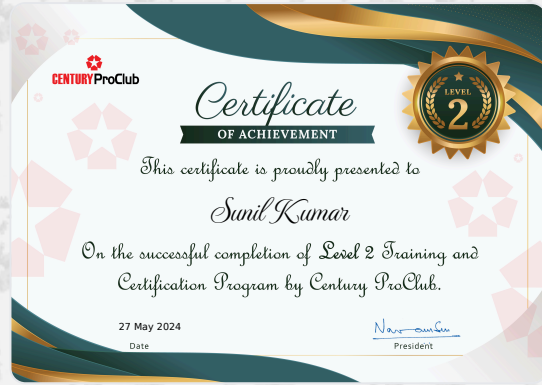 CENTURY ProClub
Certificate
OF ACHIEVEMENT
LEVEL
2
This certificate is proudly presented to
Sunil Kumar
On the successful completion of Level 2 Training and
Certification Program by Century ProClub.
27 May 2024
Date
President